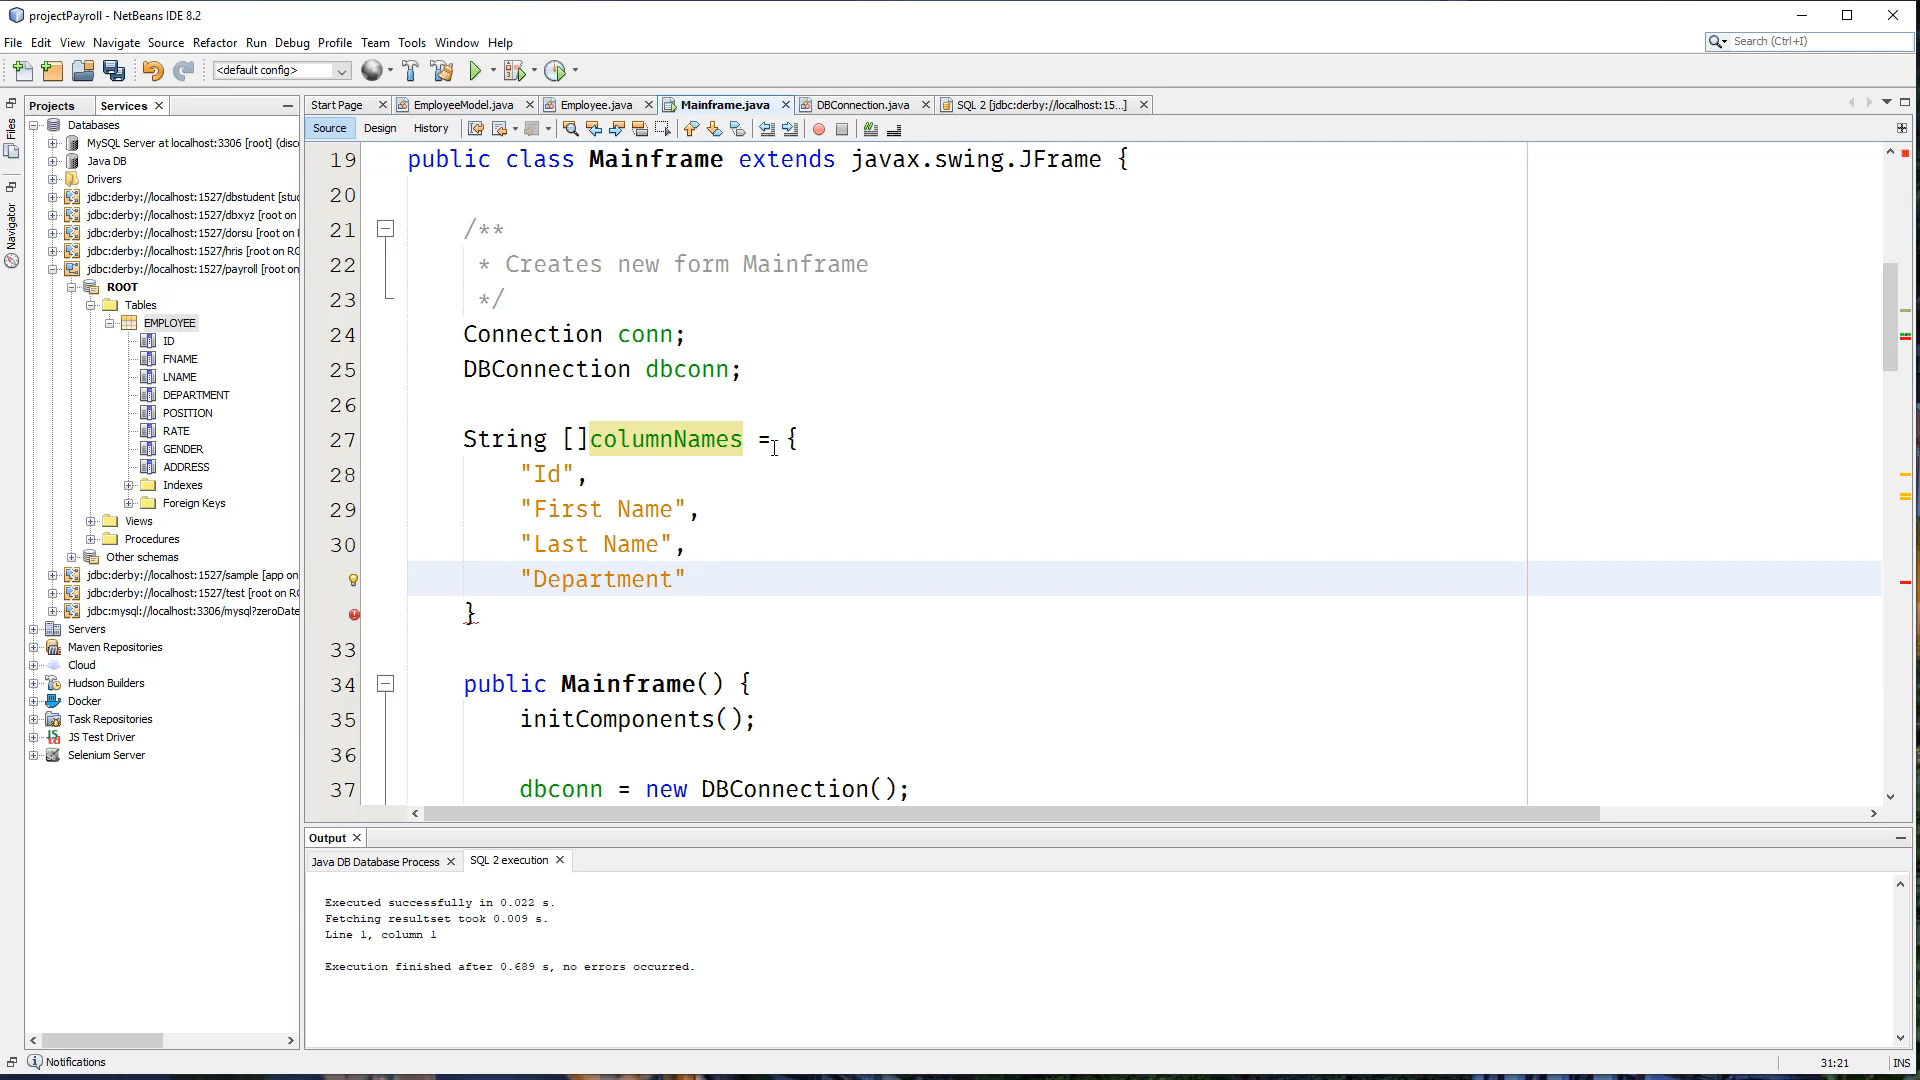 projectPayroll - NetBeans IDE 8.2
File Edit View Navigate Source Refactor Run Debug Profile Team Tools Window Help
Search (Ctrl+I)
<default config>
Files
Navigator
Projects Services
Databases
MySQL Server at localhost:3306 [root] (disco
Java DB
Drivers
jdbc:derby://localhost:1527/dbstudent [stud
jdbc:derby://localhost:1527/dbxyz [root on
jdbc:derby://localhost:1527/dorsu [root on R
jdbc:derby://localhost:1527/hris [root on RO
jdbc:derby://localhost:1527/payroll [root on
ROOT
Tables
EMPLOYEE
ID
FNAME
LNAME
DEPARTMENT
POSITION
RATE
GENDER
ADDRESS
Indexes
Foreign Keys
Views
Procedures
Other schemas
jdbc:derby://localhost:1527/sample [app on
jdbc:derby://localhost:1527/test [root on RO
jdbc:mysql://localhost:3306/mysql?zeroDate
Servers
Maven Repositories
Cloud
Hudson Builders
Docker
Task Repositories
JS Test Driver
Selenium Server
Start Page EmployeeModel.java Employee.java Mainframe.java DBConnection.java SQL 2 [jdbc:derby://localhost:15...]
Source Design History
19 public class Mainframe extends javax.swing.JFrame {
20
21 /**
22 * Creates new form Mainframe
23 */
24 Connection conn;
25 DBConnection dbconn;
26
27 String []columnNames = {
28 "Id",
29 "First Name",
30 "Last Name",
"Department"
}
33
34 public Mainframe() {
35 initComponents();
36
37 dbconn = new DBConnection();
Output
Java DB Database Process SQL 2 execution
Executed successfully in 0.022 s.
Fetching resultset took 0.009 s.
Line 1, column 1
Execution finished after 0.689 s, no errors occurred.
Notifications
31:21 INS